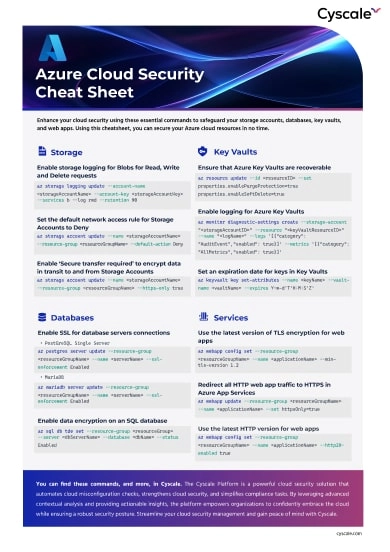 Cyscale
Azure Cloud Security
Cheat Sheet
Enhance your cloud security using these essential commands to safeguard your storage accounts, databases, key vaults,
and web apps. Using this cheatsheet, you can secure your Azure cloud resources in no time.
Storage
Enable storage logging for Blobs for Read, Write
and Delete requests
az storage logging update --account-name
<storageAccountName> --account-key <storageAccountKey>
--services b --log rwd --retention 90
Set the default network access rule for Storage
Accounts to Deny
az storage account update --name <storageAccountName>
--resource-group <resourceGroupName> --default-action Deny
Enable 'Secure transfer required' to encrypt data
in transit to and from Storage Accounts
az storage account update --name <storageAccountName>
--resource-group <resourceGroupName> --https-only true
Key Vaults
Ensure that Azure Key Vaults are recoverable
az resource update --id <resourceID> --set
properties.enablePurgeProtection=true
properties.enableSoftDelete=true
Enable logging for Azure Key Vaults
az monitor diagnostic-settings create --storage-account
"<storageAccountID>" --resource "<keyVaultResourceID>"
--name "<logName>" --logs '[{"category":
"AuditEvent","enabled": true}]' --metrics '[{"category":
"AllMetrics","enabled": true}]'
Set an expiration date for keys in Key Vaults
az keyvault key set-attributes --name <keyName> --vault-
name <vaultName> --expires Y-m-d'T'H:M:S'Z'
Databases
Enable SSL for database servers connections
• PostgreSQL Single Server
az postgres server update --resource-group
<resourceGroupName> --name <serverName> --ssl-
enforcement Enabled
• MariaDB
az mariadb server update --resource-group
<resourceGroupName> --name <serverName> --ssl-
enforcement Enabled
Enable data encryption on an SQL database
az sql db tde set --resource-group <resourceGroup>
--server <dbServerName> --database <dbName> --status
Enabled
Services
Use the latest version of TLS encryption for web
apps
az webapp config set --resource-group
<resourceGroupName> --name <applicationName> --min-
tls-version 1.2
Redirect all HTTP web app traffic to HTTPS in
Azure App Services
az webapp update --resource-group <resourceGroupName>
--name <applicationName> --set httpsOnly=true
Use the latest HTTP version for web apps
az webapp config set --resource-group
<resourceGroupName> --name <applicationName> --http20-
enabled true
You can find these commands, and more, in Cyscale. The Cyscale Platform is a powerful cloud security solution that
automates cloud misconfiguration checks, strengthens cloud security, and simplifies compliance tasks. By leveraging advanced
contextual analysis and providing actionable insights, the platform empowers organizations to confidently embrace the cloud
while ensuring a robust security posture. Streamline your cloud security management and gain peace of mind with Cyscale.
cyscale.com